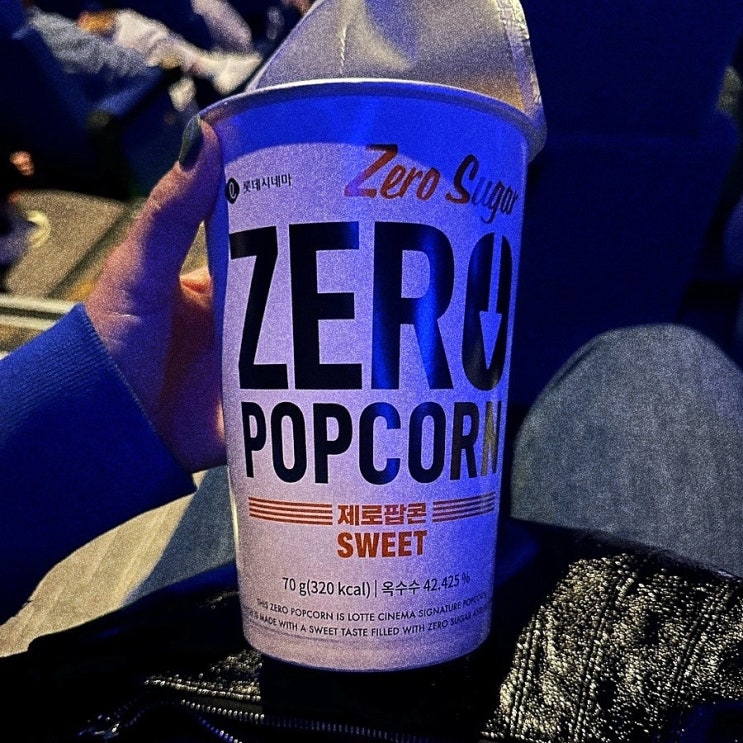 롯데시네마
Zero Sugar
ZERO
POPCORN
제로팝콘
SWEET
70 g(320 kcal) | 옥수수 42.425 %
THIS ZERO POPCORN IS LOTTE CINEMA SIGNATURE
IS MADE WITH A SWEET TASTE FILLED WITH ZERO SUGAR